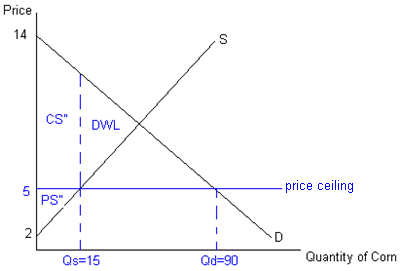 Price
14
S
CS"
DWL
5
price ceiling
PS"
2
D
Quantity of Corn
Qs=15
Qd=90